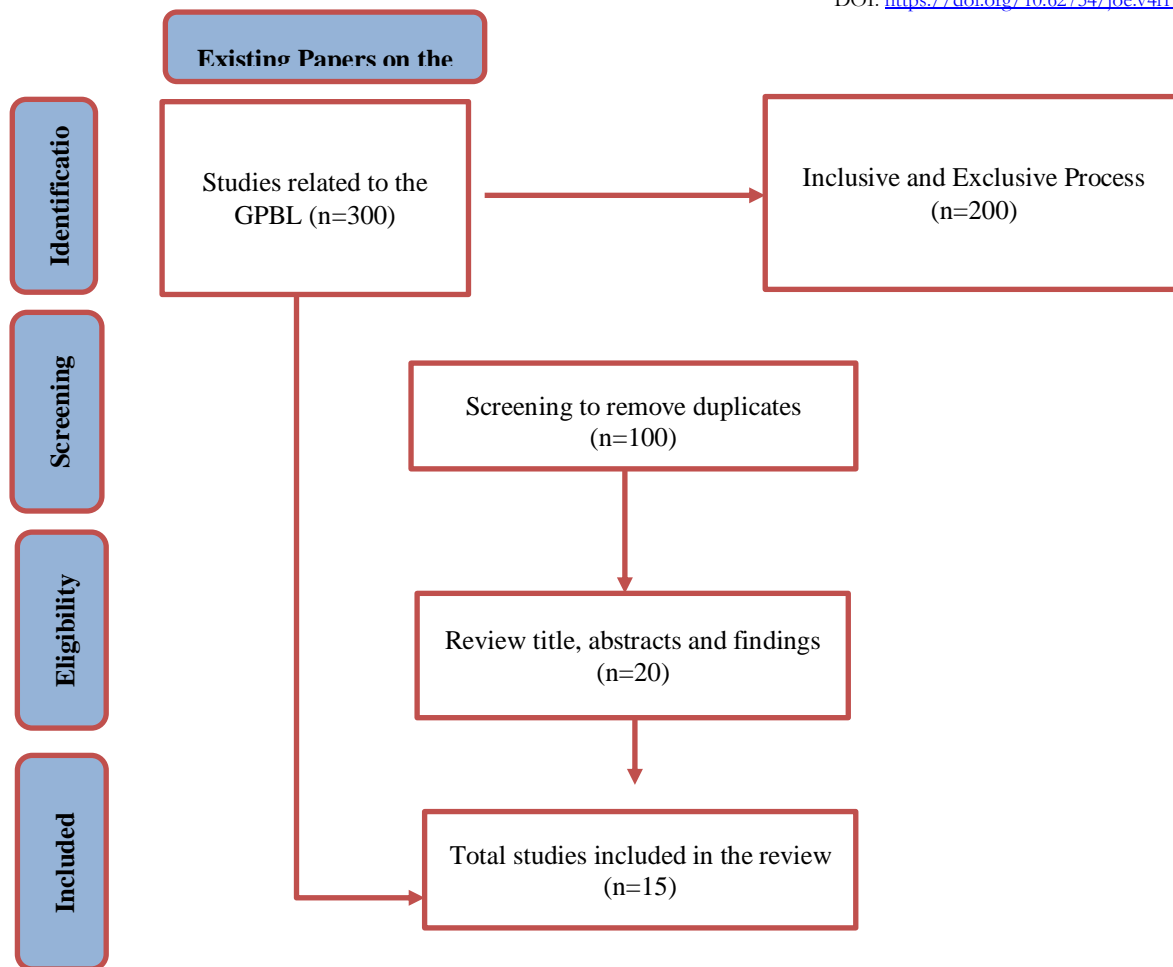 Existing Papers on the
Identificatio
Studies related to the
GPBL (n=300)
Inclusive and Exclusive Process
(n=200)
Screening
Screening to remove duplicates
(n=100)
Eligibility
Review title, abstracts and findings
(n=20)
Included
Total studies included in the review
(n=15)